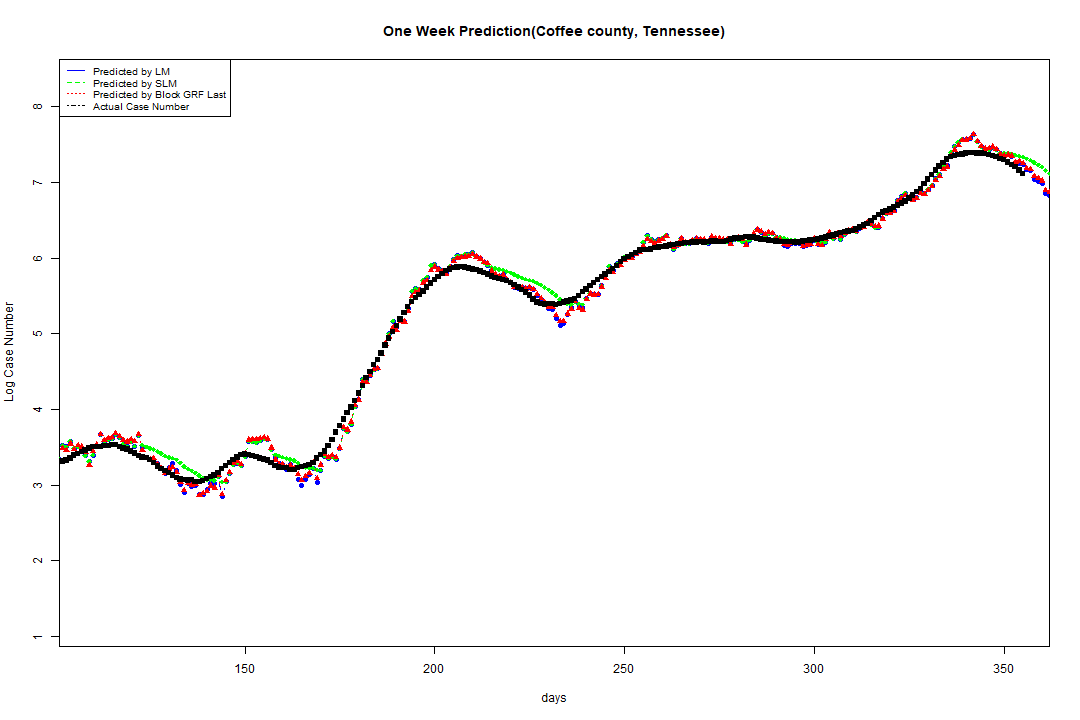 One Week Prediction(Coffee county, Tennessee)
Predicted by LM
Predicted by SLM
Predicted by Block GRF Last
Actual Case Number
8
7
6
5
4
3
2
1
Log Case Number
150 200 250 300 350
days